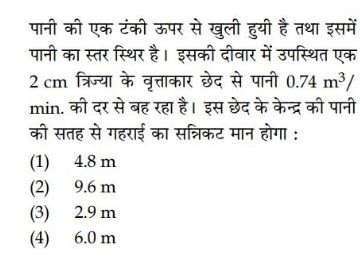 पानी की एक टंकी ऊपर से खुली हुयी है तथा इसमें
पानी का स्तर स्थिर है। इसकी दीवार में उपस्थित एक
2 cm त्रिज्या के वृत्ताकार छेद से पानी 0.74 m³/
min. की दर से बह रहा है। इस छेद के केन्द्र की पानी
की सतह से गहराई का सन्निकट मान होगा :
(1) 4.8 m
(2) 9.6 m
(3) 2.9 m
(4) 6.0 m